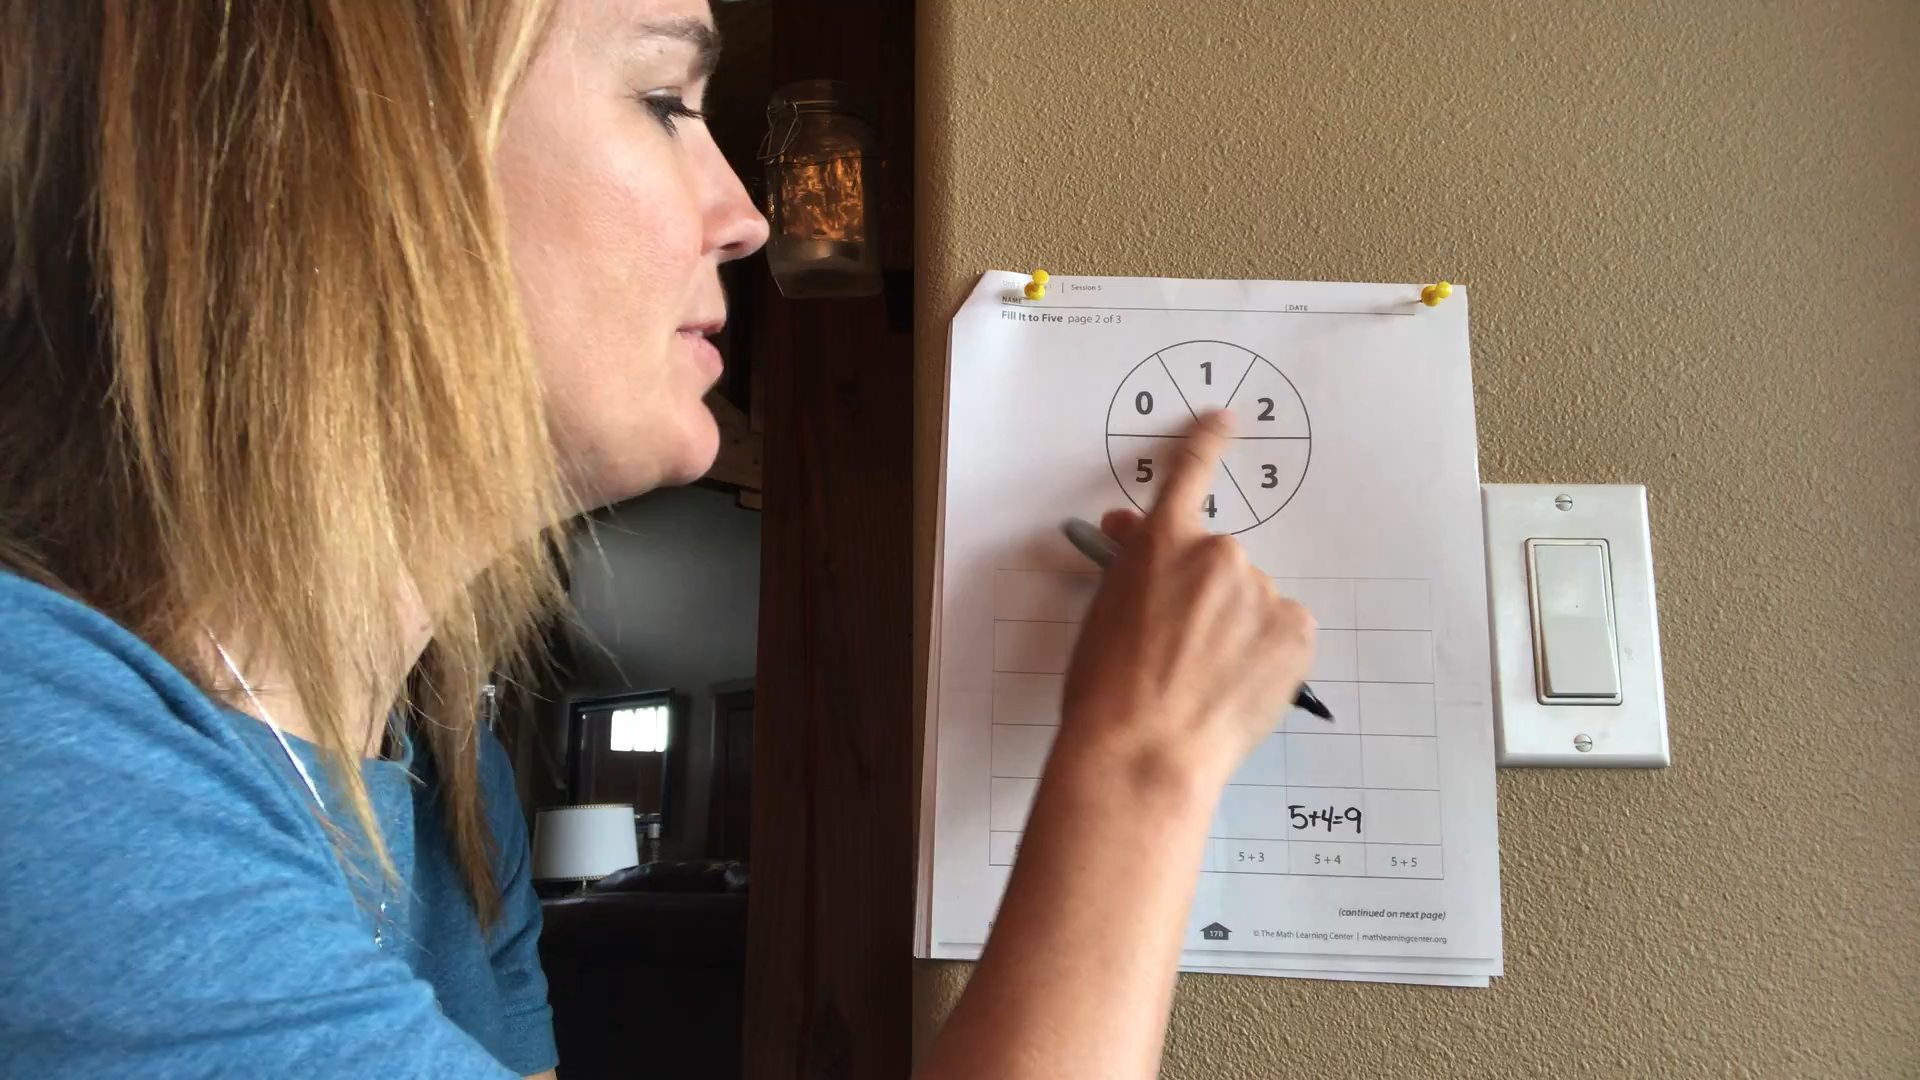 Session 5
NAME
DATE
Fill It to Five page 2 of 3
1
0
2
5
3
4
5+4=9
5 + 3
5 + 4
5 + 5
(continued on next page)
178
© The Math Learning Center | mathlearningcenter.org